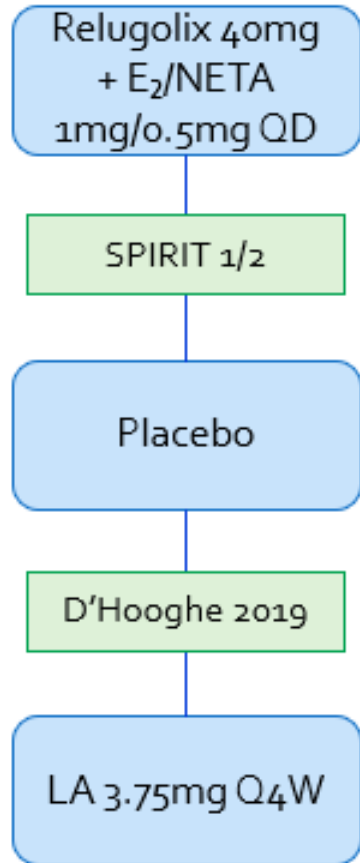 Relugolix 40mg
+ E₂/NETA
1mg/0.5mg QD
SPIRIT 1/2
Placebo
D'Hooghe 2019
LA 3.75mg Q4W